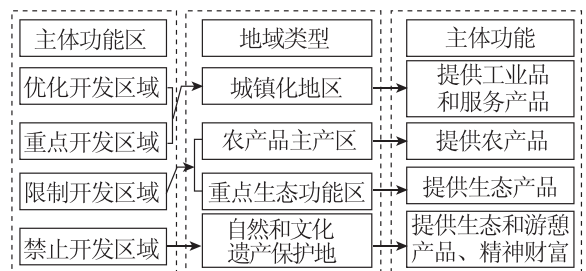 主体功能区
优化开发区域
重点开发区域
限制开发区域
禁止开发区域
地域类型
城镇化地区
农产品主产区
重点生态功能区
自然和文化
遗产保护地
主体功能
提供工业品
和服务产品
提供农产品
提供生态产品
提供生态和游憩
产品、精神财富